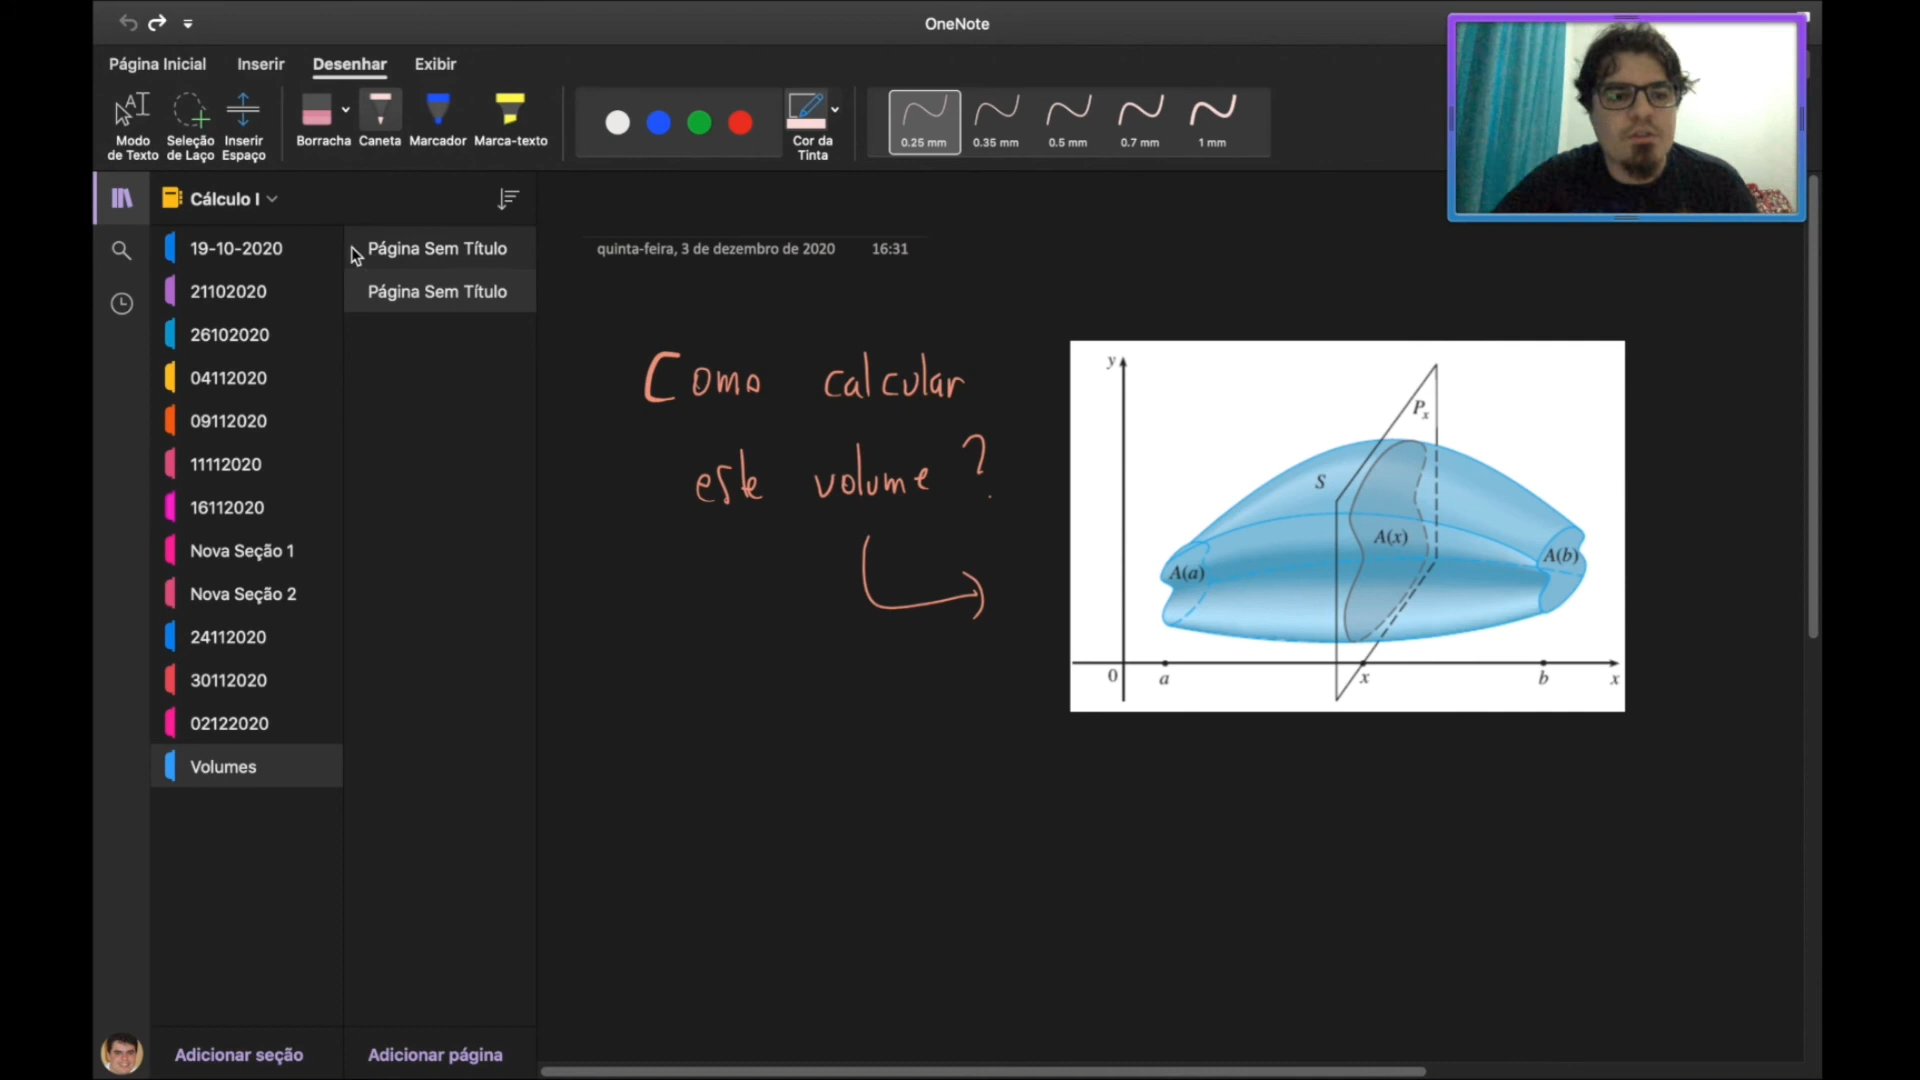 OneNote
Página Inicial
Inserir
Desenhar
Exibir
Modo de Texto
Seleção de Laço
Inserir Espaço
Borracha
Caneta
Marcador
Marca-texto
Cor da Tinta
0.25 mm
0.35 mm
0.5 mm
0.7 mm
1 mm
Cálculo I
19-10-2020
21102020
26102020
04112020
09112020
11112020
16112020
Nova Seção 1
Nova Seção 2
24112020
30112020
02122020
Volumes
Adicionar seção
Página Sem Título
Página Sem Título
Adicionar página
quinta-feira, 3 de dezembro de 2020 16:31
Como calcular
este volume?
y
Px
S
A(x)
A(b)
A(a)
0 a x b x